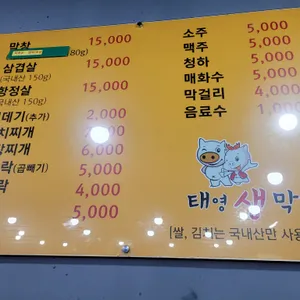 막창 15,000
80g)
삼겹살 15,000
(국내산 150g)
항정살 15,000
국내산 150g)
데기(추가) 2,000
치찌개 8,000
찌개 6,000
락(곱빼기) 5,000
락 4,000
5,000
소주 5,000
맥주 5,000
청하 5,000
매화수 5,000
막걸리 4,000
음료수 1,000
태영 생막
[쌀, 김치는 국내산만 사용